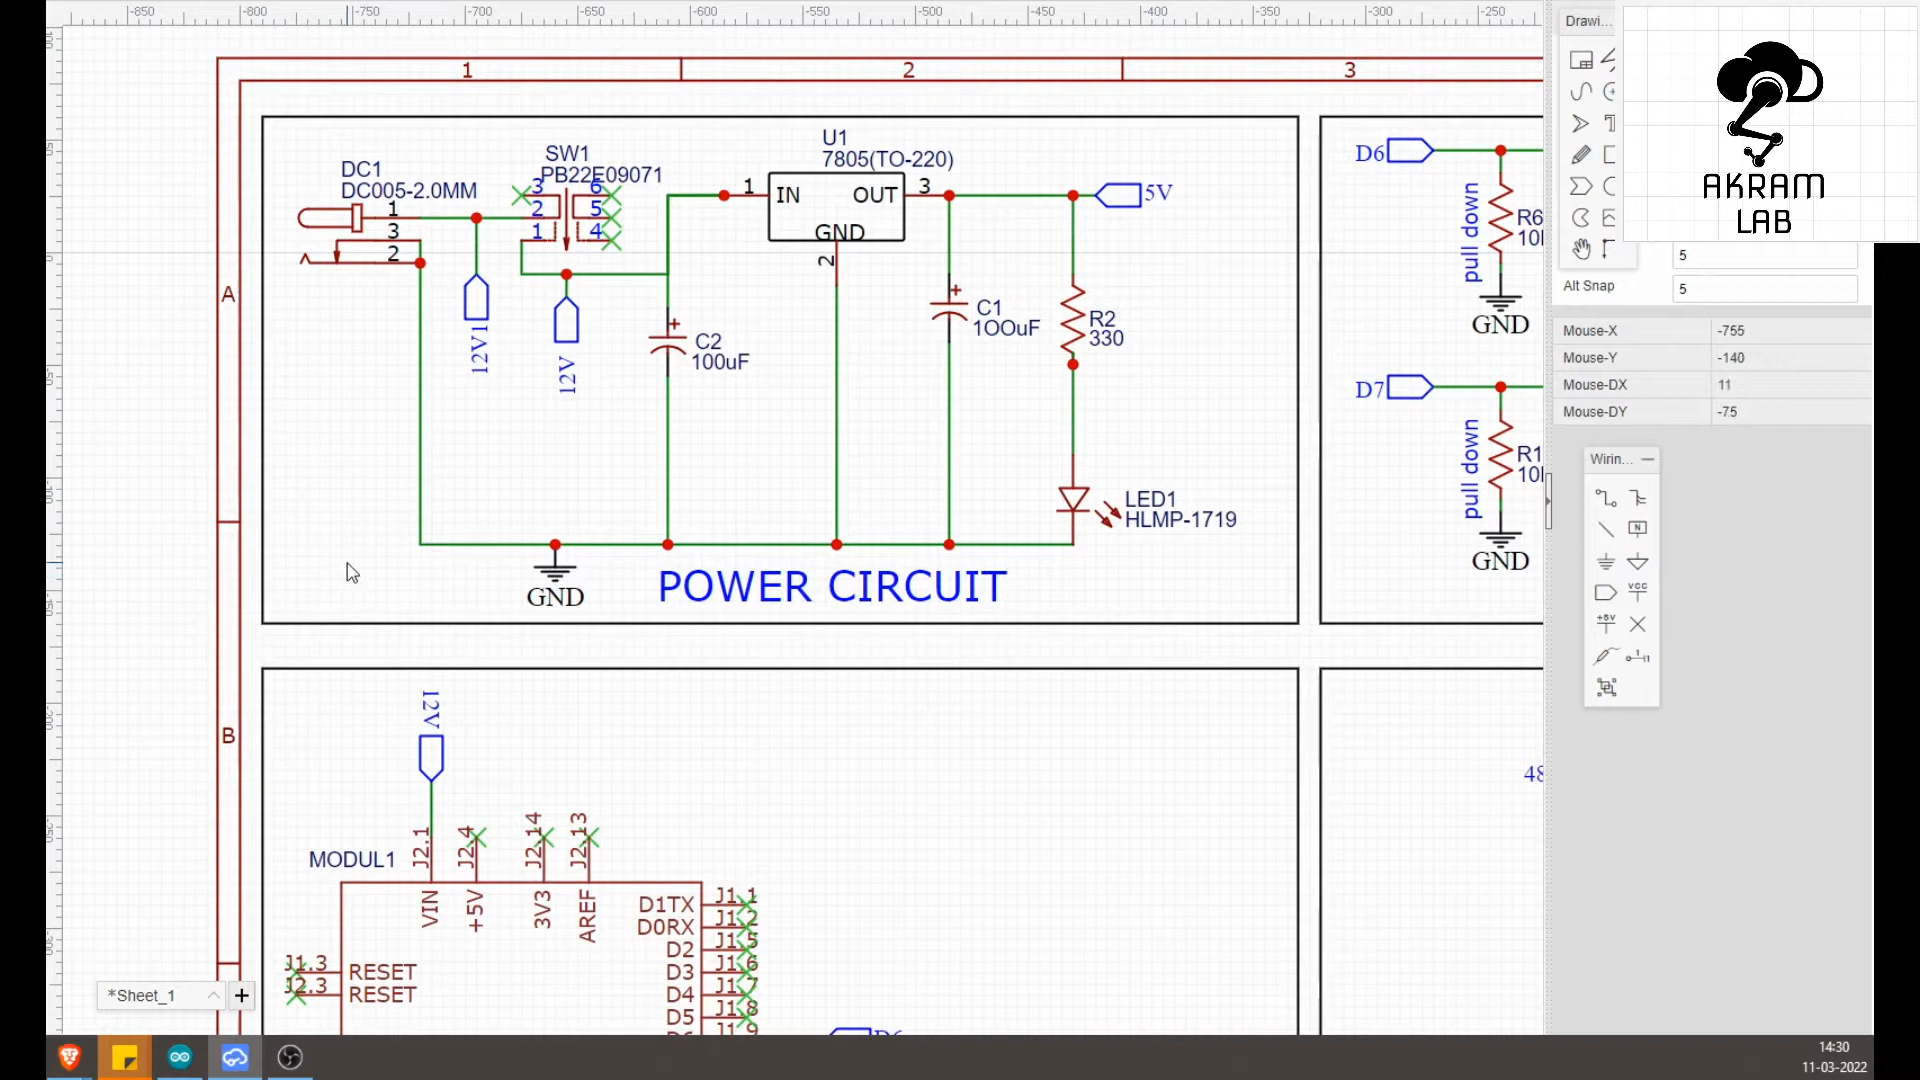 -850 -800 -750 -700 -650 -600 -550 -500 -450 -400 -350 -300 -250
Drawi...
AKRAM
LAB
1 2 3
A
B
DC1
DC005-2.0MM
1
3
2
SW1
PB22E09071
3 6
2 5
1 4
12V1
12V
U1
7805(TO-220)
1 IN OUT 3
GND
2
5V
C2
100uF
C1
100uF
R2
330
LED1
HLMP-1719
GND
POWER CIRCUIT
D6
pull down
R6
GND
D7
pull down
R1
GND
5
Alt Snap 5
Mouse-X -755
Mouse-Y -140
Mouse-DX 11
Mouse-DY -75
Wirin...
N
VCC
+5V
12V
MODUL1
J2.1 J2.4 J2.14 J2.13
VIN +5V 3V3 AREF
D1TX J1.1
D0RX J1.2
D2 J1.5
D3 J1.6
D4 J1.7
D5 J1.8
J1.9
J1.3 RESET
J2.3 RESET
48
*Sheet_1
14:30
11-03-2022